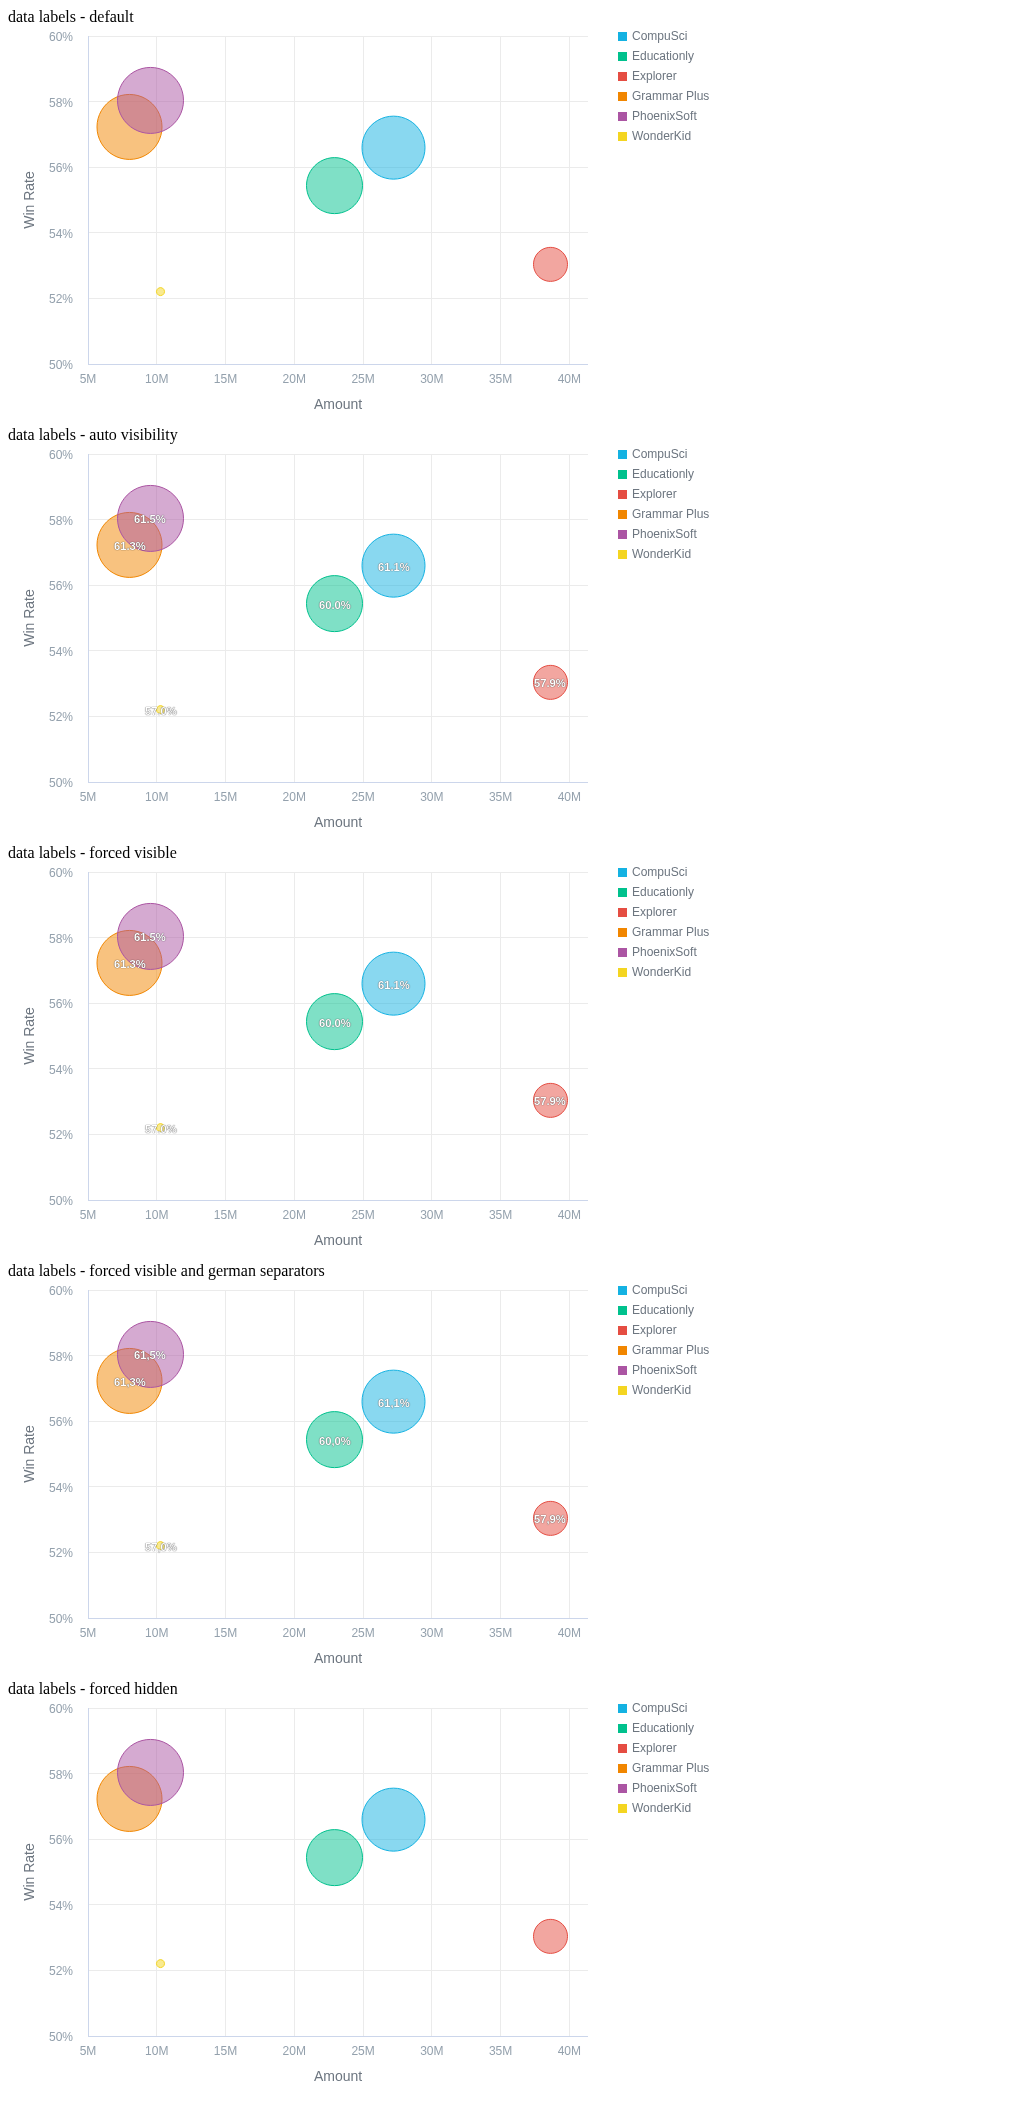 data labels - default
60%
58%
56%
54%
52%
50%
Win Rate
5M 10M 15M 20M 25M 30M 35M 40M
Amount
CompuSci
Educationly
Explorer
Grammar Plus
PhoenixSoft
WonderKid
data labels - auto visibility
60%
58%
56%
54%
52%
50%
Win Rate
61.5%
61.3%
61.1%
60.0%
57.9%
57.0%
5M 10M 15M 20M 25M 30M 35M 40M
Amount
CompuSci
Educationly
Explorer
Grammar Plus
PhoenixSoft
WonderKid
data labels - forced visible
60%
58%
56%
54%
52%
50%
Win Rate
61.5%
61.3%
61.1%
60.0%
57.9%
57.0%
5M 10M 15M 20M 25M 30M 35M 40M
Amount
CompuSci
Educationly
Explorer
Grammar Plus
PhoenixSoft
WonderKid
data labels - forced visible and german separators
60%
58%
56%
54%
52%
50%
Win Rate
61,5%
61,3%
61,1%
60,0%
57,9%
57,0%
5M 10M 15M 20M 25M 30M 35M 40M
Amount
CompuSci
Educationly
Explorer
Grammar Plus
PhoenixSoft
WonderKid
data labels - forced hidden
60%
58%
56%
54%
52%
50%
Win Rate
5M 10M 15M 20M 25M 30M 35M 40M
Amount
CompuSci
Educationly
Explorer
Grammar Plus
PhoenixSoft
WonderKid